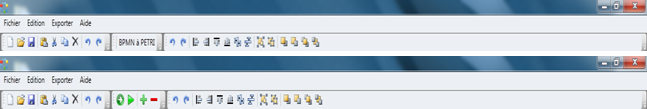 Fichier Edition Exporter Aide
BPMN à PETRI
Fichier Edition Exporter Aide